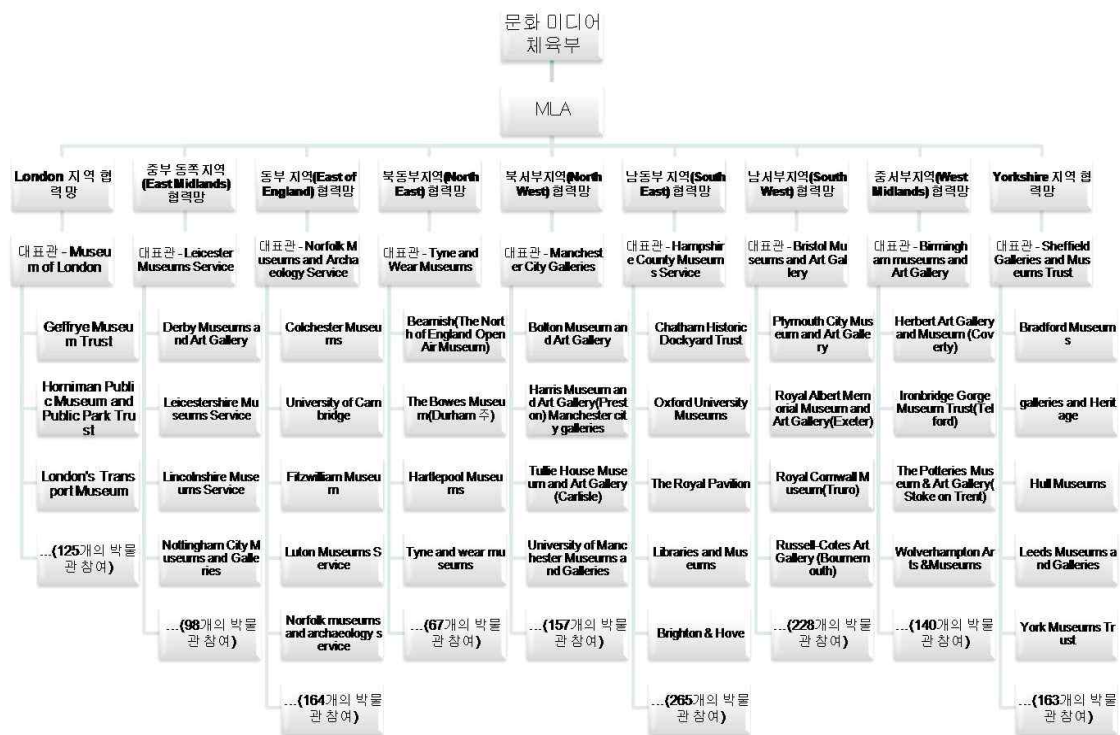 문화 미디어
체육부
MLA
London 지역 협
력망
대표관 - Museu
m of London
Geffrye Museu
m Trust
Horniman Publi
c Museum and
Public Park Tru
st
London's Trans
port Museum
...(125개의 박물
관 참여)
중부 동쪽 지역
(East Midlands)
협력망
대표관 - Leicester
Museums Service
Derby Museums a
nd Art Gallery
Leicestershire Mu
seums Service
Lincolnshire Muse
ums Service
Nottingham City M
useums and Galle
ries
...(98개의 박물
관 참여)
동부 지역(East of
England) 협력망
대표관 - Norfolk M
useums and Archa
eology Service
Colchester Museu
ms
University of Cam
bridge
Fitzwilliam Museu
m
Luton Museums S
ervice
Norfolk museums
and archaeology s
ervice
...(164개의 박물
관 참여)
북동부지역(North
East) 협력망
대표관 - Tyne and
Wear Museums
Beamish(The Nort
h of England Open
Air Museum)
The Bowes Museu
m(Durham 주)
Hartlepool Museu
ms
Tyne and wear mu
seums
...(67개의 박물
관 참여)
북서부지역(North
West) 협력망
대표관 - Manchest
er City Galleries
Bolton Museum an
d Art Gallery
Harris Museum an
d Art Gallery(Prest
on) Manchester cit
y galleries
Tullie House Muse
um and Art Gallery
(Carlisle)
University of Manc
hester Museums a
nd Galleries
...(157개의 박물
관 참여)
남동부지역(South
East) 협력망
대표관 - Hampshir
e County Museum
s Service
Chatham Historic
Dockyard Trust
Oxford University
Museums
The Royal Pavilion
Libraries and Mus
eums
Brighton & Hove
...(265개의 박물
관 참여)
남서부지역(South
West) 협력망
대표관 - Bristol Mu
seums and Art Gal
lery
Plymouth City Mus
eum and Art Galle
ry
Royal Albert Mem
orial Museum and
Art Gallery(Exeter)
Royal Cornwall M
useum(Truro)
Russell-Cotes Art
Gallery (Bournem
outh)
...(228개의 박물
관 참여)
중서부지역(West
Midlands) 협력망
대표관 - Birmingh
am museums and
Art Gallery
Herbert Art Gallery
and Museum (Cov
erty)
Ironbridge Gorge
Museum Trust(Tel
ford)
The Potteries Mus
eum & Art Gallery(
Stoke on Trent)
Wolverhampton Ar
ts &Museums
...(140개의 박물
관 참여)
Yorkshire 지역 협
력망
대표관 - Sheffield
Galleries and Mus
eums Trust
Bradford Museum
s
galleries and Herit
age
Hull Museums
Leeds Museums a
nd Galleries
York Museums Tr
ust
...(163개의 박물
관 참여)